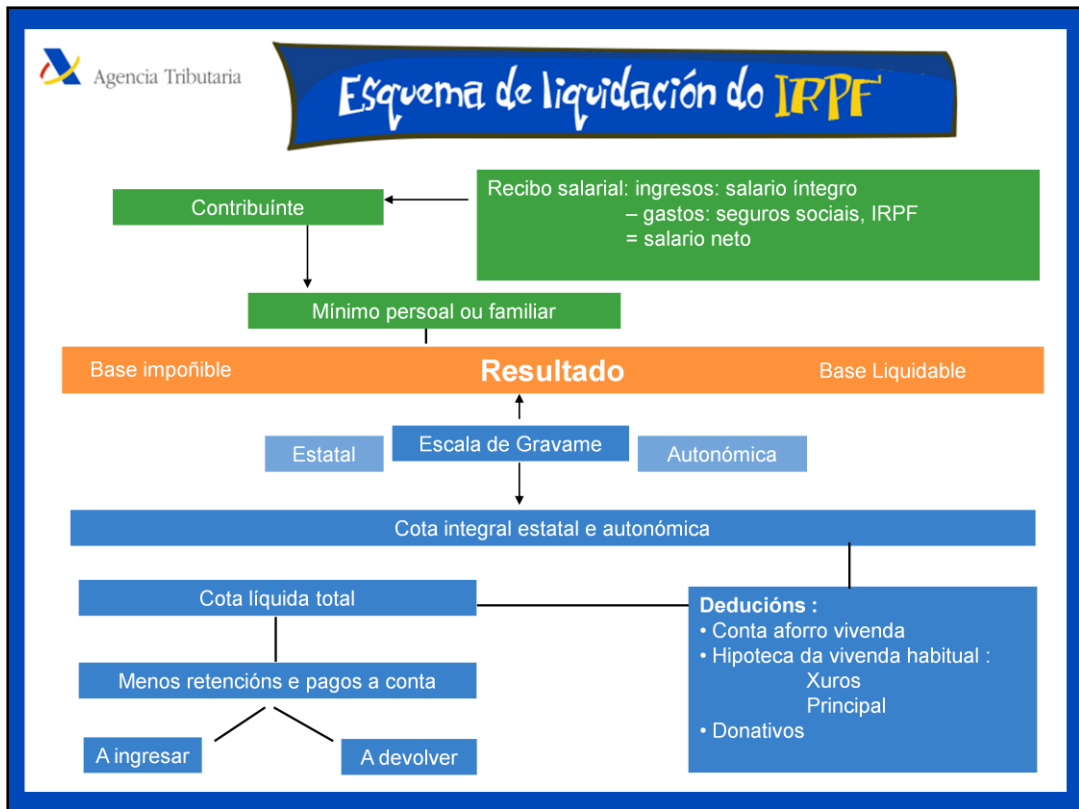 Agencia Tributaria
Esquema de liquidación do IRPF
Recibo salarial: ingresos: salario íntegro
– gastos: seguros sociais, IRPF
= salario neto
Contribuínte
Mínimo persoal ou familiar
Base impoñible
Resultado
Base Liquidable
Estatal
Escala de Gravame
Autonómica
Cota integral estatal e autonómica
Cota líquida total
Menos retencións e pagos a conta
A ingresar
A devolver
Deducións :
• Conta aforro vivenda
• Hipoteca da vivenda habitual :
Xuros
Principal
• Donativos